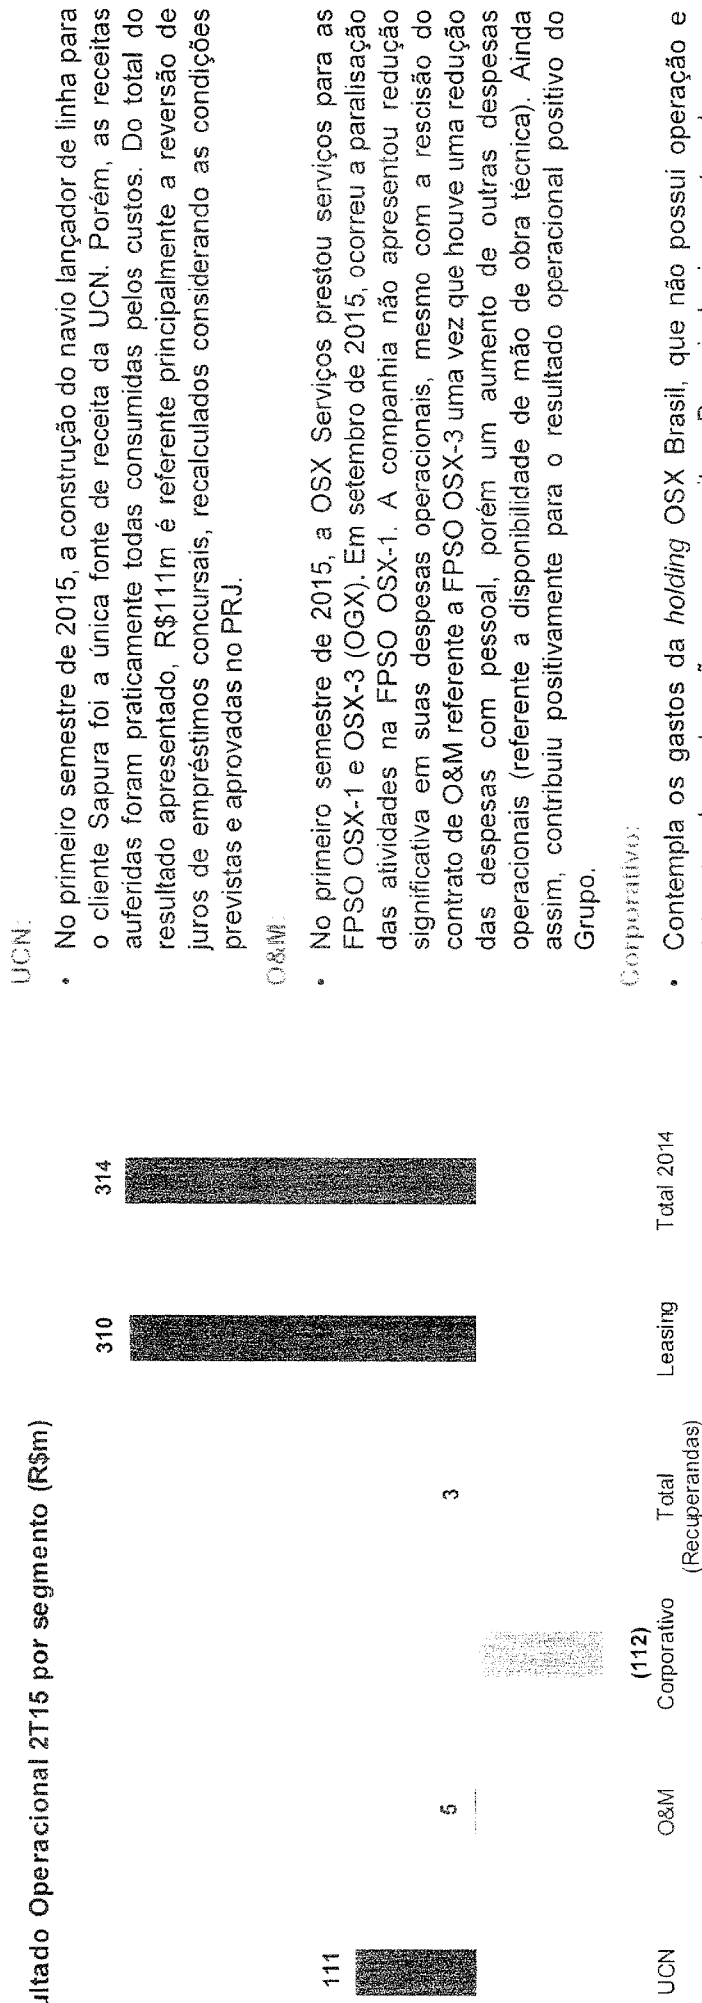 ultado Operacional 2T15 por segmento (R$m)
111
5
(112)
3
310
314
UCN
O&M
Corporativo
Total
(Recuperandas)
Leasing
Total 2014
UCN:
• No primeiro semestre de 2015, a construção do navio lançador de linha para
o cliente Sapura foi a única fonte de receita da UCN. Porém, as receitas
auferidas foram praticamente todas consumidas pelos custos. Do total do
resultado apresentado, R$111m é referente principalmente a reversão de
juros de empréstimos concursais, recalculados considerando as condições
previstas e aprovadas no PRJ.
O&M:
• No primeiro semestre de 2015, a OSX Serviços prestou serviços para as
FPSO OSX-1 e OSX-3 (OGX). Em setembro de 2015, ocorreu a paralisação
das atividades na FPSO OSX-1. A companhia não apresentou redução
significativa em suas despesas operacionais, mesmo com a rescisão do
contrato de O&M referente a FPSO OSX-3 uma vez que houve uma redução
das despesas com pessoal, porém um aumento de outras despesas
operacionais (referente a disponibilidade de mão de obra técnica). Ainda
assim, contribuiu positivamente para o resultado operacional positivo do
Grupo.
Corporativo:
• Contempla os gastos da holding OSX Brasil, que não possui operação e